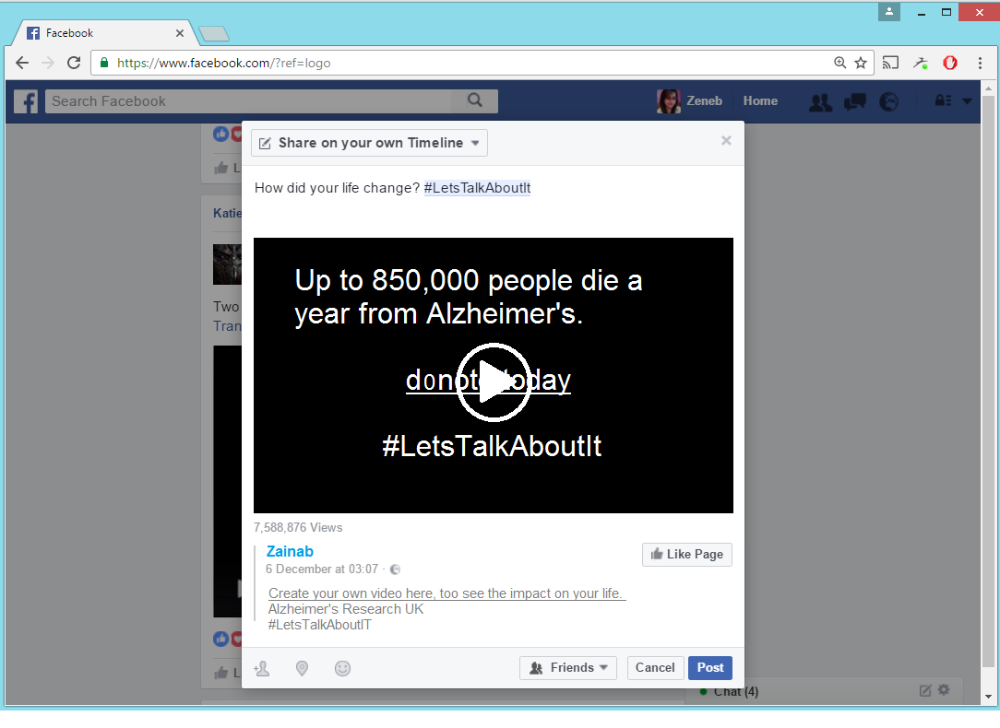 Facebook
https://www.facebook.com/?ref=logo
Search Facebook
Zeneb
Home
Share on your own Timeline
L
How did your life change? #LetsTalkAboutIt
Katie
Two
Tran
Up to 850,000 people die a
year from Alzheimer's.
today
#LetsTalkAboutIt
7,588,876 Views
Zainab
Like Page
6 December at 03:07 ·
Create your own video here, too see the impact on your life.
Alzheimer's Research UK
#LetsTalkAboutIT
L
Friends
Cancel
Post
Chat (4)